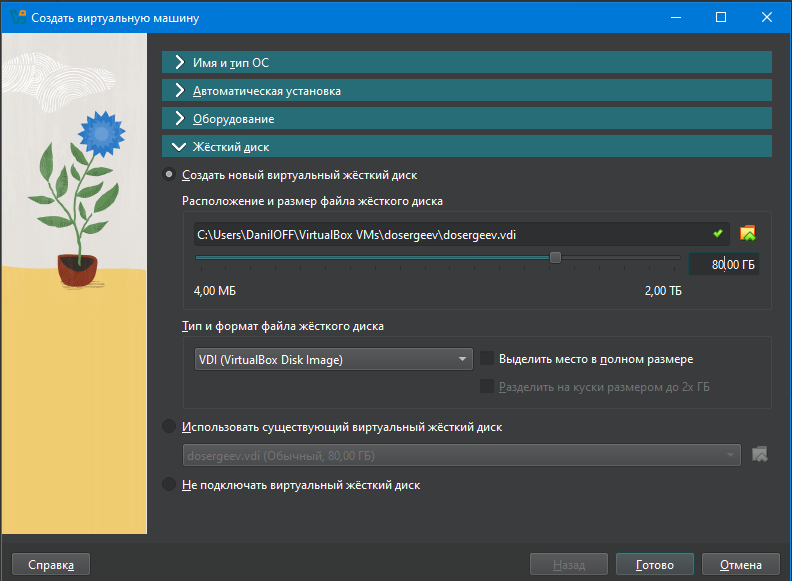 Создать виртуальную машину
Имя и тип ОС
Автоматическая установка
Оборудование
Жёсткий диск
Создать новый виртуальный жёсткий диск
Расположение и размер файла жёсткого диска
C:\Users\DanilOFF\VirtualBox VMs\dosergeev\dosergeev.vdi
80,00 ГБ
4,00 МБ 2,00 ТБ
Тип и формат файла жёсткого диска
VDI (VirtualBox Disk Image) Выделить место в полном размере
Разделить на куски размером до 2х ГБ
Использовать существующий виртуальный жёсткий диск
dosergeev.vdi (Обычный, 80,00 ГБ)
Не подключать виртуальный жёсткий диск
Справка Назад Готово Отмена